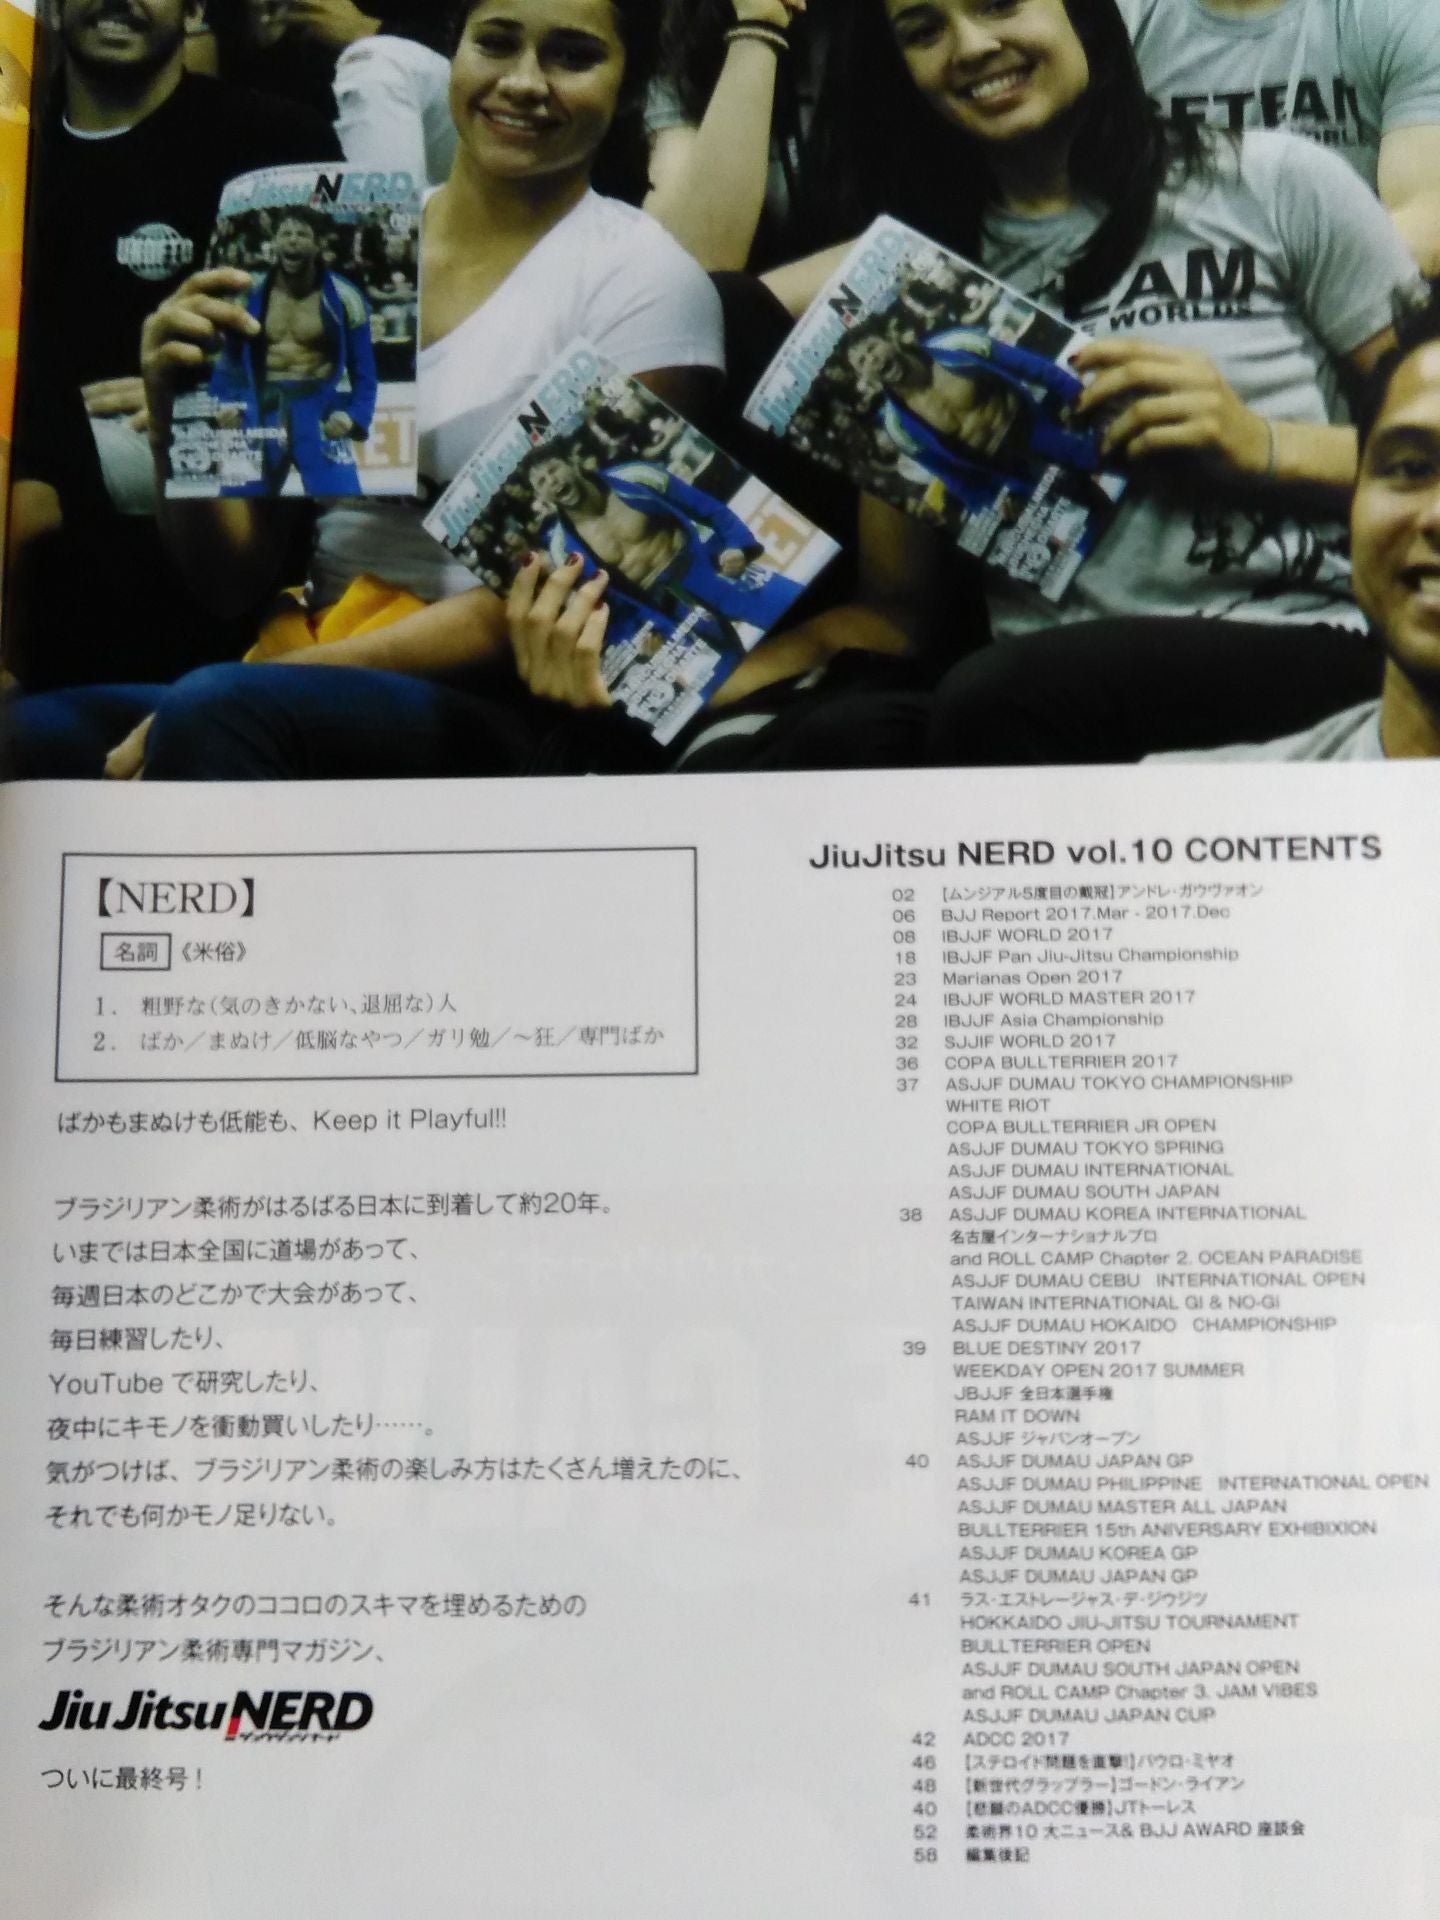 JiuJitsu NERD
JiuJitsu NERD
JiuJitsu NERD
ALMEIDA
TEAM
WORLDS
【NERD】
名詞 《米俗》
1. 粗野な(気のきかない、退屈な)人
2. ばか/まぬけ/低脳なやつ/ガリ勉/~狂/専門ばか
ばかもまぬけも低能も、Keep it Playful!!
ブラジリアン柔術がはるばる日本に到着して約20年。
いまでは日本全国に道場があって、
毎週日本のどこかで大会があって、
毎日練習したり、
YouTube で研究したり、
夜中にキモノを衝動買いしたり……。
気がつけば、ブラジリアン柔術の楽しみ方はたくさん増えたのに、
それでも何かモノ足りない。
そんな柔術オタクのココロのスキマを埋めるための
ブラジリアン柔術専門マガジン、
JiuJitsu NERD
ついに最終号!
JiuJitsu NERD vol.10 CONTENTS
02 【ムンジアル5度目の戴冠】アンドレ・ガウヴァオン
06 BJJ Report 2017.Mar - 2017.Dec
08 IBJJF WORLD 2017
18 IBJJF Pan Jiu-Jitsu Championship
23 Marianas Open 2017
24 IBJJF WORLD MASTER 2017
28 IBJJF Asia Championship
32 SJJIF WORLD 2017
36 COPA BULLTERRIER 2017
37 ASJJF DUMAU TOKYO CHAMPIONSHIP
WHITE RIOT
COPA BULLTERRIER JR OPEN
ASJJF DUMAU TOKYO SPRING
ASJJF DUMAU INTERNATIONAL
ASJJF DUMAU SOUTH JAPAN
38 ASJJF DUMAU KOREA INTERNATIONAL
名古屋インターナショナルプロ
and ROLL CAMP Chapter 2. OCEAN PARADISE
ASJJF DUMAU CEBU INTERNATIONAL OPEN
TAIWAN INTERNATIONAL GI & NO-GI
ASJJF DUMAU HOKAIDO CHAMPIONSHIP
39 BLUE DESTINY 2017
WEEKDAY OPEN 2017 SUMMER
JBJJF 全日本選手権
RAM IT DOWN
ASJJF ジャパンオープン
40 ASJJF DUMAU JAPAN GP
ASJJF DUMAU PHILIPPINE INTERNATIONAL OPEN
ASJJF DUMAU MASTER ALL JAPAN
BULLTERRIER 15th ANIVERSARY EXHIBIXION
ASJJF DUMAU KOREA GP
ASJJF DUMAU JAPAN GP
41 ラス・エストレージャス・デ・ジウジツ
HOKKAIDO JIU-JITSU TOURNAMENT
BULLTERRIER OPEN
ASJJF DUMAU SOUTH JAPAN OPEN
and ROLL CAMP Chapter 3. JAM VIBES
ASJJF DUMAU JAPAN CUP
42 ADCC 2017
46 【ステロイド問題を直撃!】パウロ・ミヤオ
48 【新世代グラップラー】ゴードン・ライアン
40 【悲願のADCC優勝】JTトーレス
52 柔術界10 大ニュース& BJJ AWARD 座談会
58 編集後記